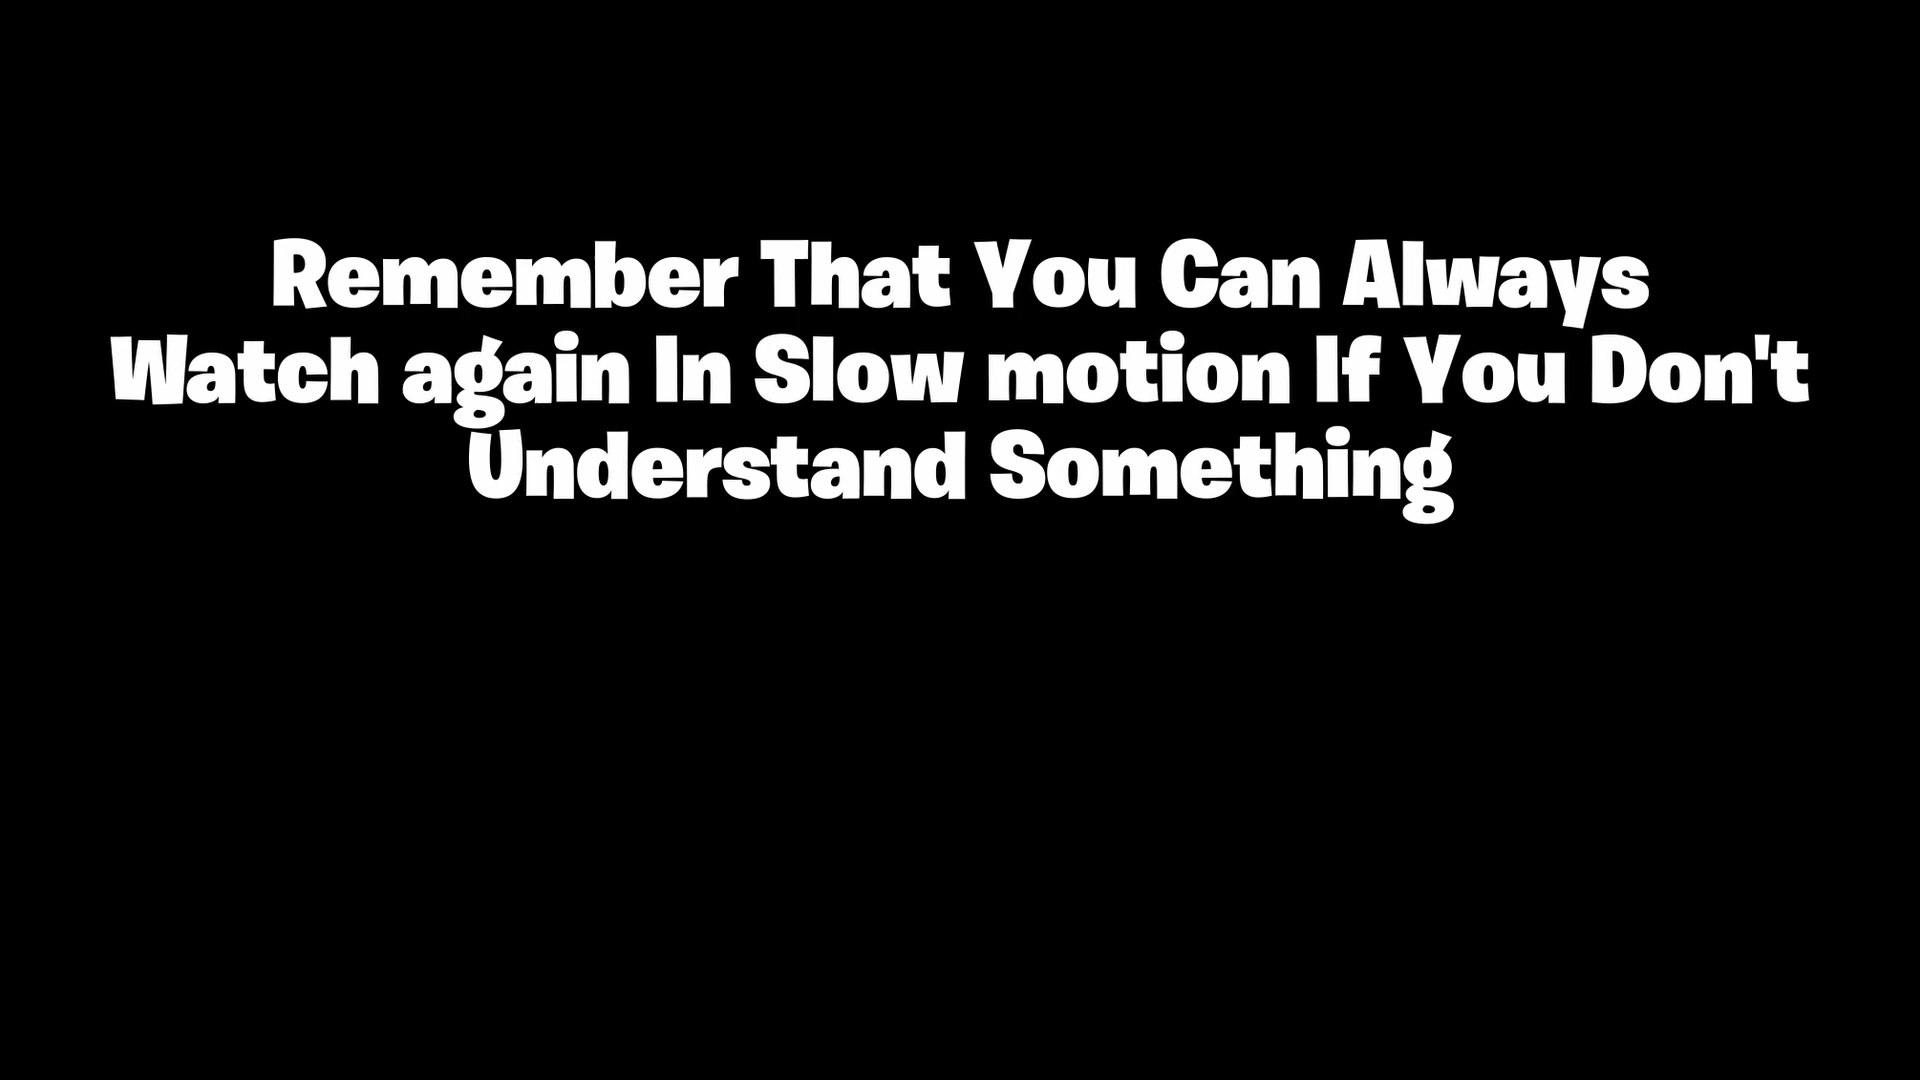 Remember That You Can Always
Watch again In Slow motion If You Don't
Understand Something